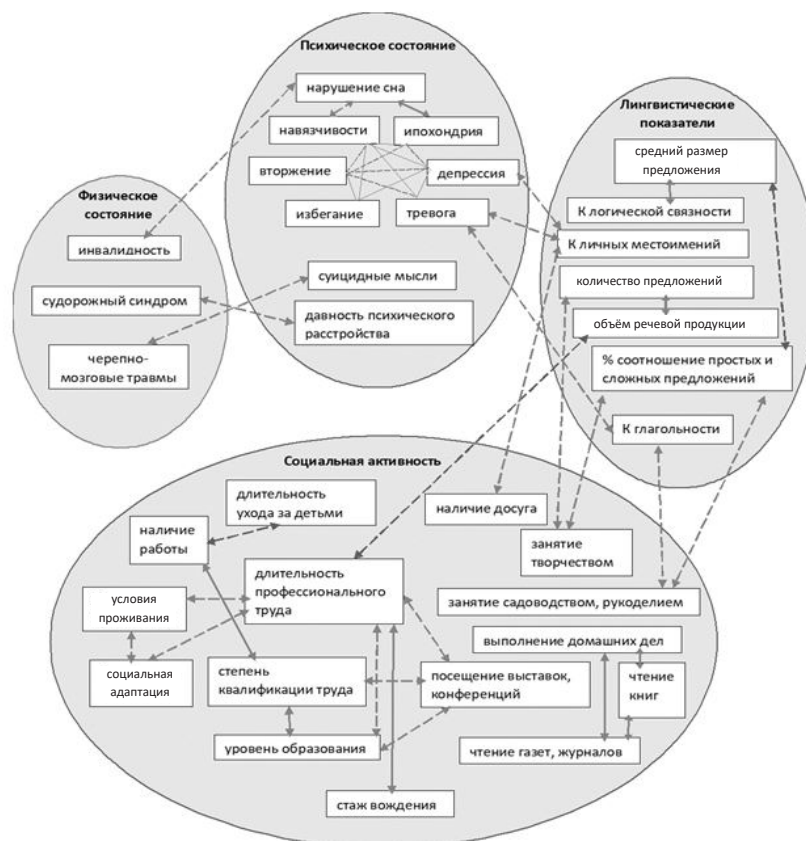 Психическое состояние
нарушение сна
навязчивости
ипохондрия
вторжение
депрессия
избегание
тревога
суицидные мысли
давность психического
расстройства
Физическое
состояние
инвалидность
судорожный синдром
черепно-
мозговые травмы
Лингвистические
показатели
средний размер
предложения
К логической связности
К личных местоимений
количество предложений
объём речевой продукции
% соотношение простых и
сложных предложений
К глагольности
Социальная активность
длительность
ухода за детьми
наличие
работы
наличие досуга
занятие
творчеством
длительность
профессионального
труда
условия
проживания
занятие садоводством, рукоделием
выполнение домашних дел
социальная
адаптация
степень
квалификации труда
посещение выставок,
конференций
чтение
книг
уровень образования
чтение газет, журналов
стаж вождения